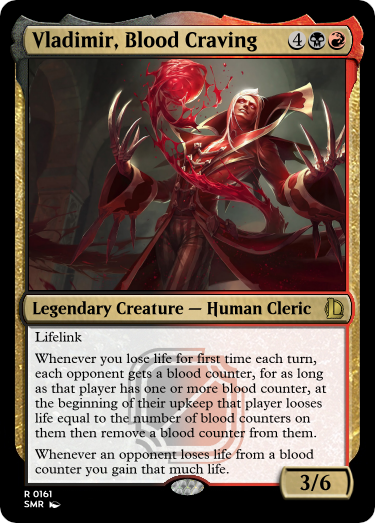 Vladimir, Blood Craving 4
Legendary Creature — Human Cleric
Lifelink
Whenever you lose life for first time each turn,
each opponent gets a blood counter, for as long
as that player has one or more blood counter, at
the beginning of their upkeep that player looses
life equal to the number of blood counters on
them then remove a blood counter from them.
Whenever an opponent loses life from a blood
counter you gain that much life.
3/6
R 0161
SMR